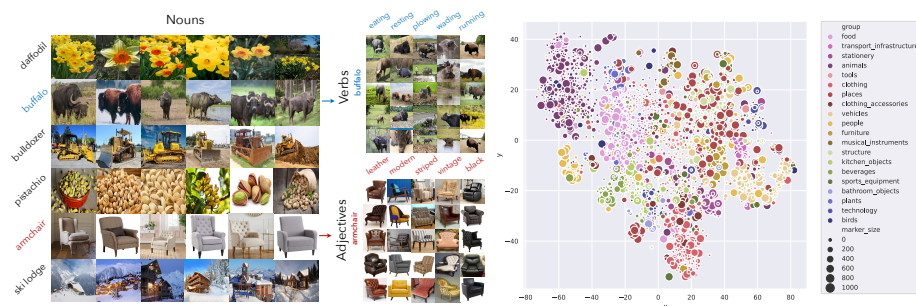 Nouns
daffodil
buffalo
bulldozer
pistachio
armchair
ski lodge
Verbs
buffalo
eating
resting
plowing
wading
running
Adjectives
armchair
leather
modern
striped
vintage
black
y
40
20
0
−20
−40
−80
−60
−40
−20
0
20
40
60
80
group
food
transport_infrastructure
stationery
animals
tools
clothing
places
clothing_accessories
vehicles
people
furniture
musical_instruments
structure
kitchen_objects
beverages
sports_equipment
bathroom_objects
plants
technology
birds
marker_size
0
200
400
600
800
1000